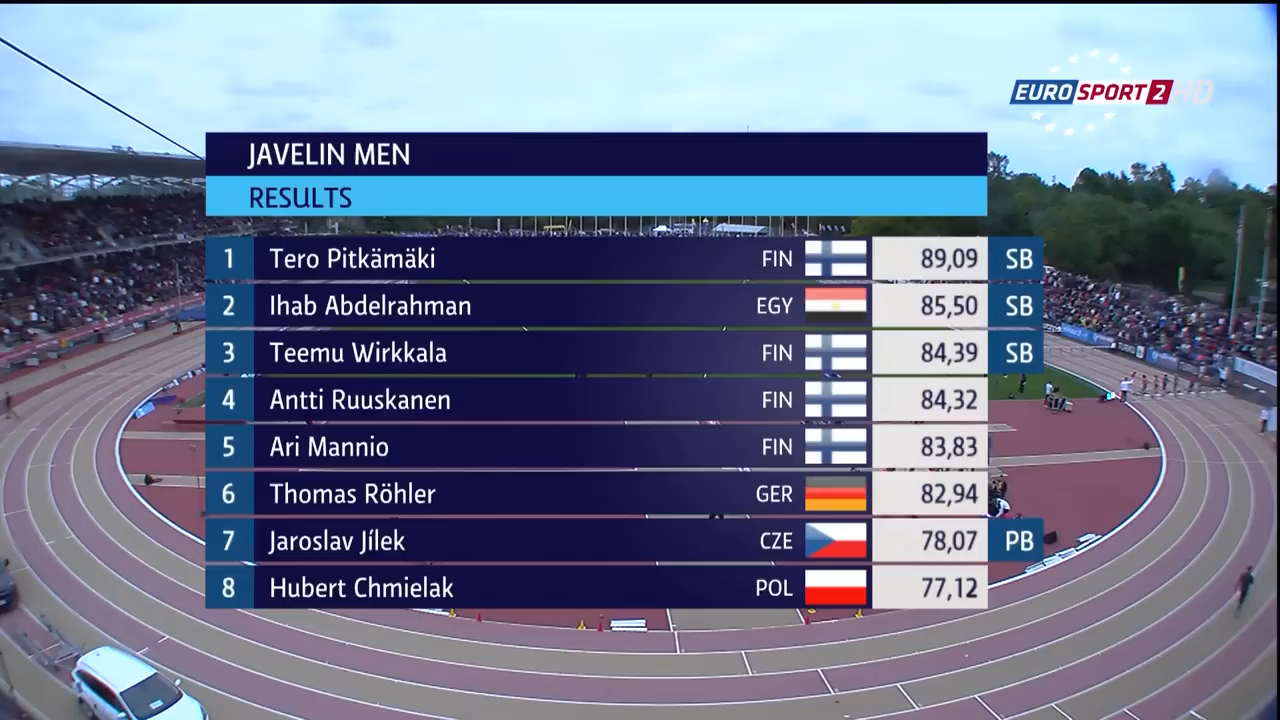 EUROSPORT 2 HD
JAVELIN MEN
RESULTS
1 Tero Pitkämäki FIN 89,09 SB
2 Ihab Abdelrahman EGY 85,50 SB
3 Teemu Wirkkala FIN 84,39 SB
4 Antti Ruuskanen FIN 84,32
5 Ari Mannio FIN 83,83
6 Thomas Röhler GER 82,94
7 Jaroslav Jílek CZE 78,07 PB
8 Hubert Chmielak POL 77,12